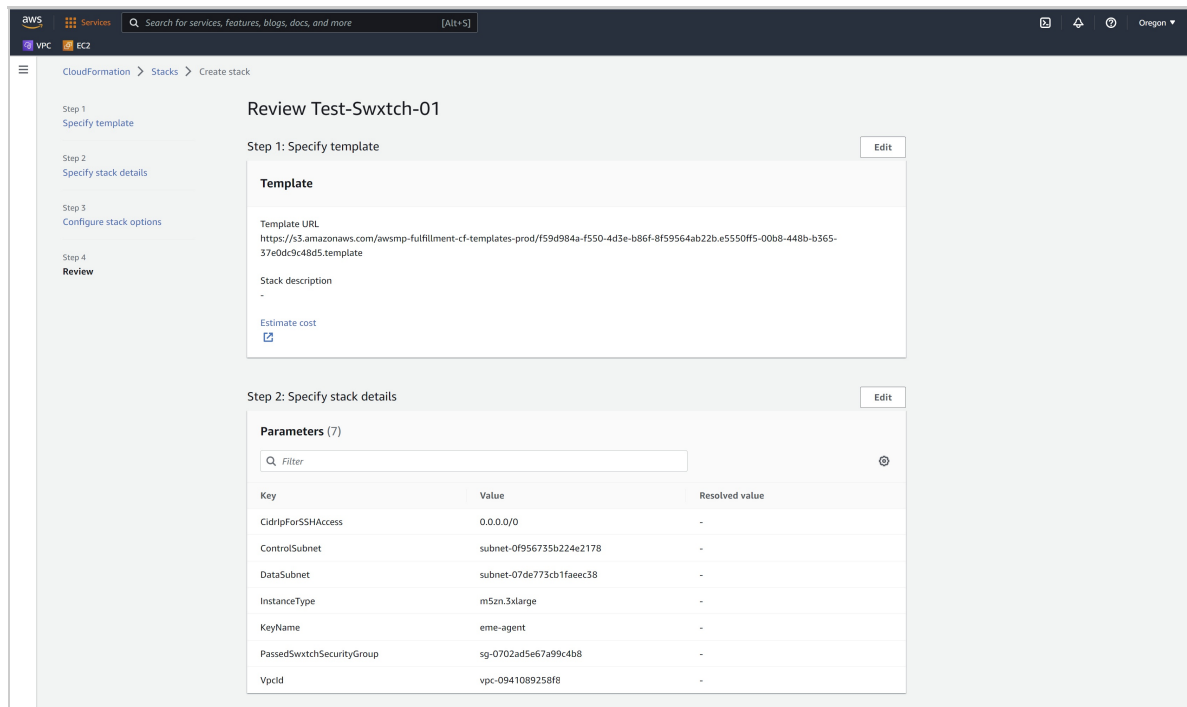 aws
Services
Search for services, features, blogs, docs, and more [Alt+S]
Oregon
VPC EC2
CloudFormation > Stacks > Create stack
Step 1
Specify template
Step 2
Specify stack details
Step 3
Configure stack options
Step 4
Review
Review Test-Swxtch-01
Step 1: Specify template
Edit
Template
Template URL
https://s3.amazonaws.com/awsmp-fulfillment-cf-templates-prod/f59d984a-f550-4d3e-b86f-8f59564ab22b.e5550ff5-00b8-448b-b365-
37e0dc9c48d5.template
Stack description
-
Estimate cost
Step 2: Specify stack details
Edit
Parameters (7)
Filter
Key Value Resolved value
CidrIpForSSHAccess 0.0.0.0/0 -
ControlSubnet subnet-0f956735b224e2178 -
DataSubnet subnet-07de773cb1faeec38 -
InstanceType m5zn.3xlarge -
KeyName eme-agent -
PassedSwxtchSecurityGroup sg-0702ad5e67a99c4b8 -
VpcId vpc-0941089258f8 -